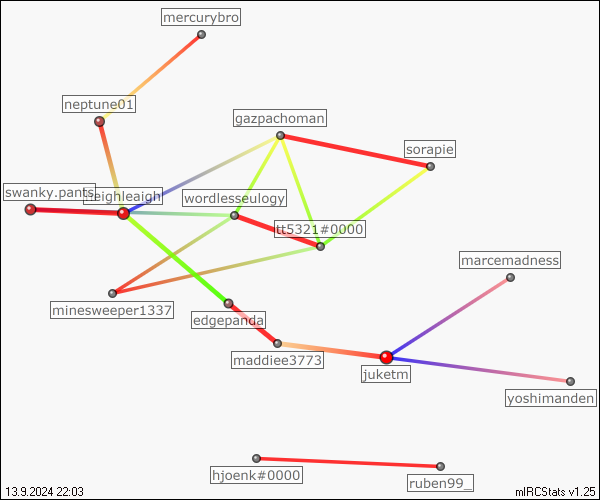 mercurybro
neptune01
gazpachoman
sorapie
swanky.pants
leighleaigh
wordlesseulogy
tt5321#0000
marcemadness
minesweeper1337
edgepanda
maddiee3773
juketm
yoshimanden
hjoenk#0000
ruben99_
13.9.2024 22:03
mIRCStats v1.25